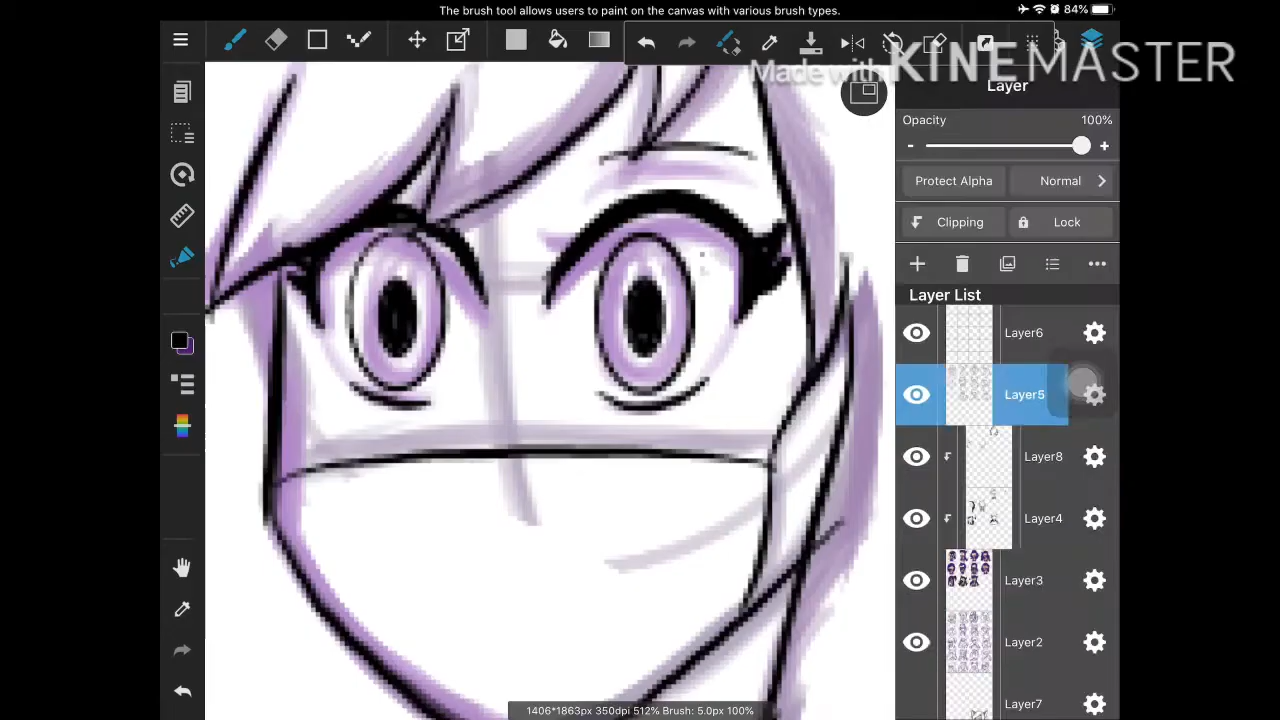 The brush tool allows users to paint on the canvas with various brush types.
84%
Made with KINEMASTER
Layer
Opacity 100%
- +
Protect Alpha Normal
Clipping Lock
Layer List
Layer6
Layer5
Layer8
Layer4
Layer3
Layer2
Layer7
1406*1863px 350dpi 512% Brush: 5.0px 100%